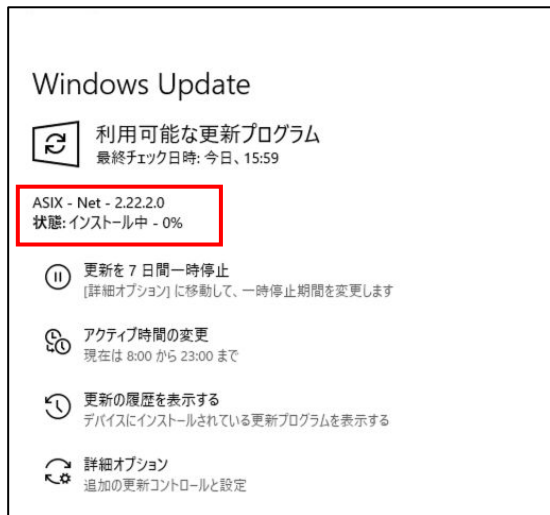 Windows Update
利用可能な更新プログラム
最終チェック日時: 今日、15:59
ASIX - Net - 2.22.2.0
状態: インストール中 - 0%
更新を 7 日間一時停止
[詳細オプション] に移動して、一時停止期間を変更します
アクティブ時間の変更
現在は 8:00 から 23:00 まで
更新の履歴を表示する
デバイスにインストールされている更新プログラムを表示する
詳細オプション
追加の更新コントロールと設定